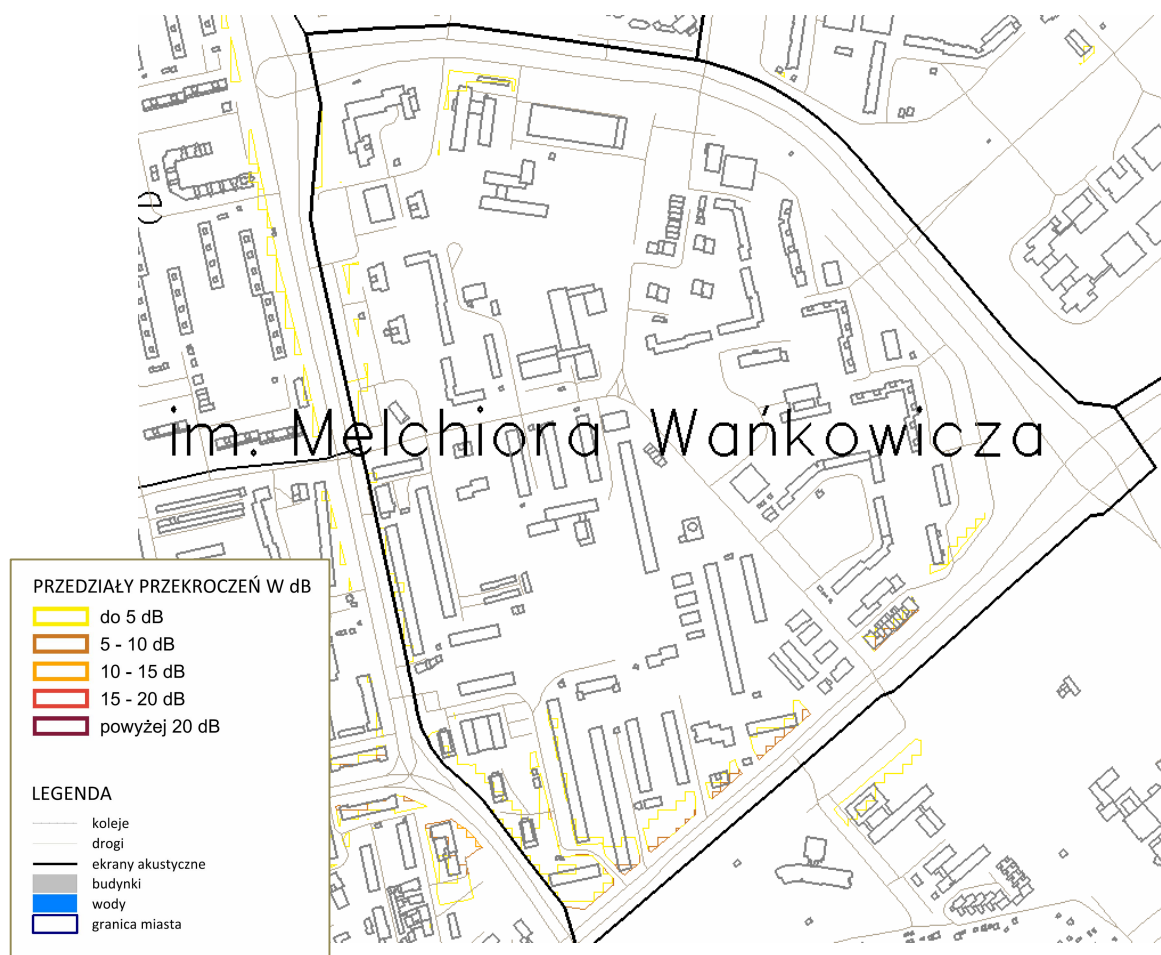 e
im. Melchiora Wańkowicza
PRZEDZIAŁY PRZEKROCZEŃ W dB
do 5 dB
5 - 10 dB
10 - 15 dB
15 - 20 dB
powyżej 20 dB
LEGENDA
koleje
drogi
ekrany akustyczne
budynki
wody
granica miasta